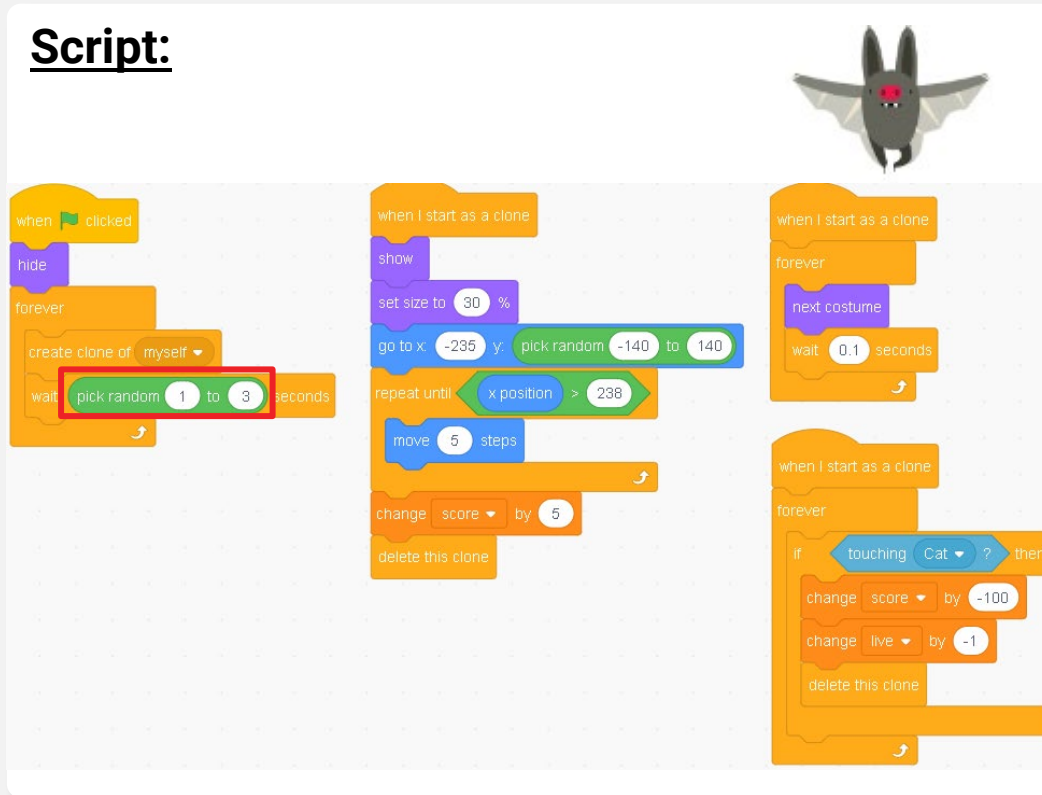 Script:
when clicked
hide
forever
create clone of myself
wait pick random 1 to 3 seconds
when I start as a clone
show
set size to 30 %
go to x: -235 y: pick random -140 to 140
repeat until x position > 238
move 5 steps
change score by 5
delete this clone
when I start as a clone
forever
next costume
wait 0.1 seconds
when I start as a clone
forever
if touching Cat ? then
change score by -100
change live by -1
delete this clone